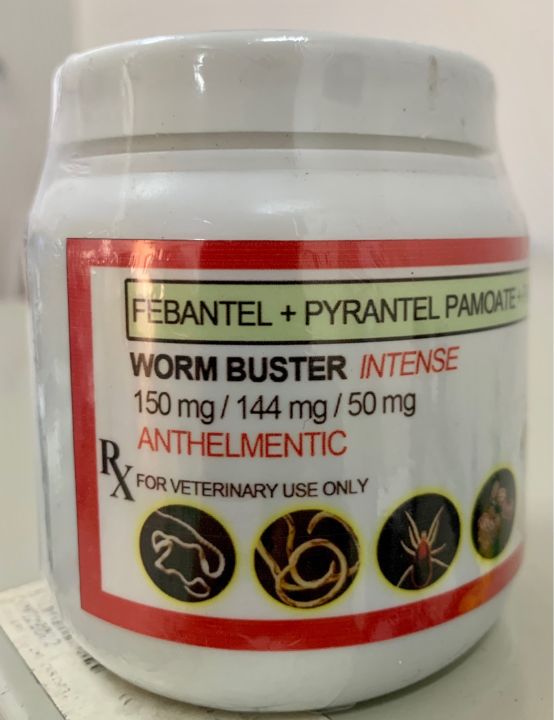 FEBANTEL + PYRANTEL PAMOATE +
WORM BUSTER INTENSE
150 mg / 144 mg / 50 mg
ANTHELMENTIC
Rx FOR VETERINARY USE ONLY